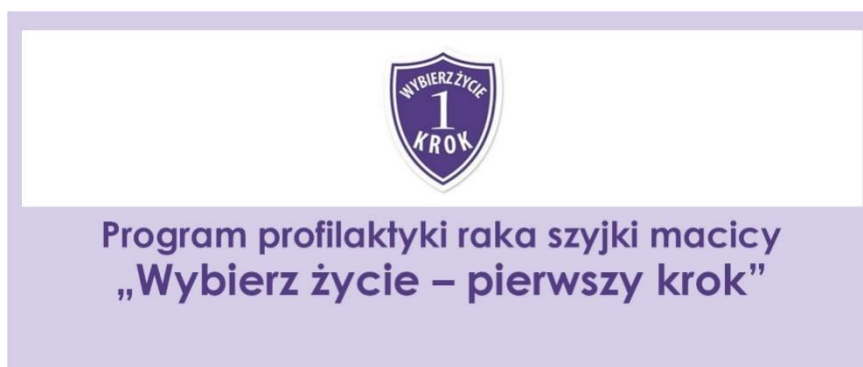 WYBIERZ ŻYCIE
1
KROK
Program profilaktyki raka szyjki macicy
„Wybierz życie – pierwszy krok”